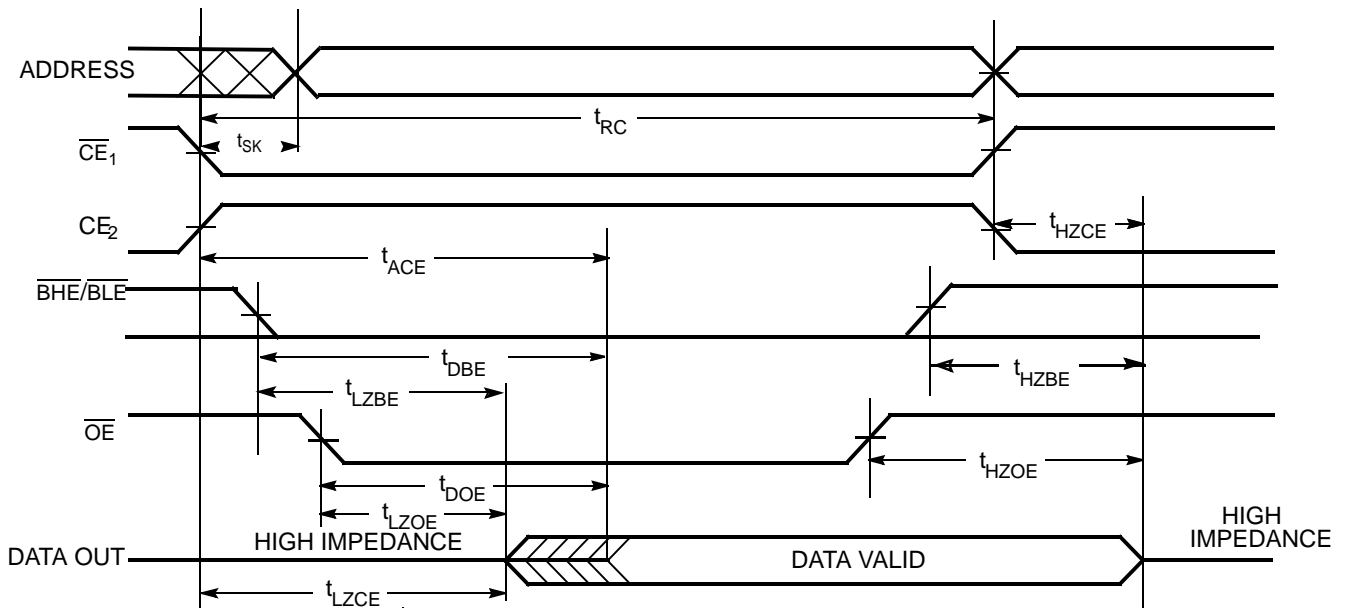 ADDRESS
tRC
tSK
CE1
CE2
tHZCE
tACE
BHE/BLE
tDBE
tHZBE
tLZBE
OE
tHZOE
tDOE
tLZOE
HIGH IMPEDANCE
HIGH
IMPEDANCE
DATA OUT
DATA VALID
tLZCE